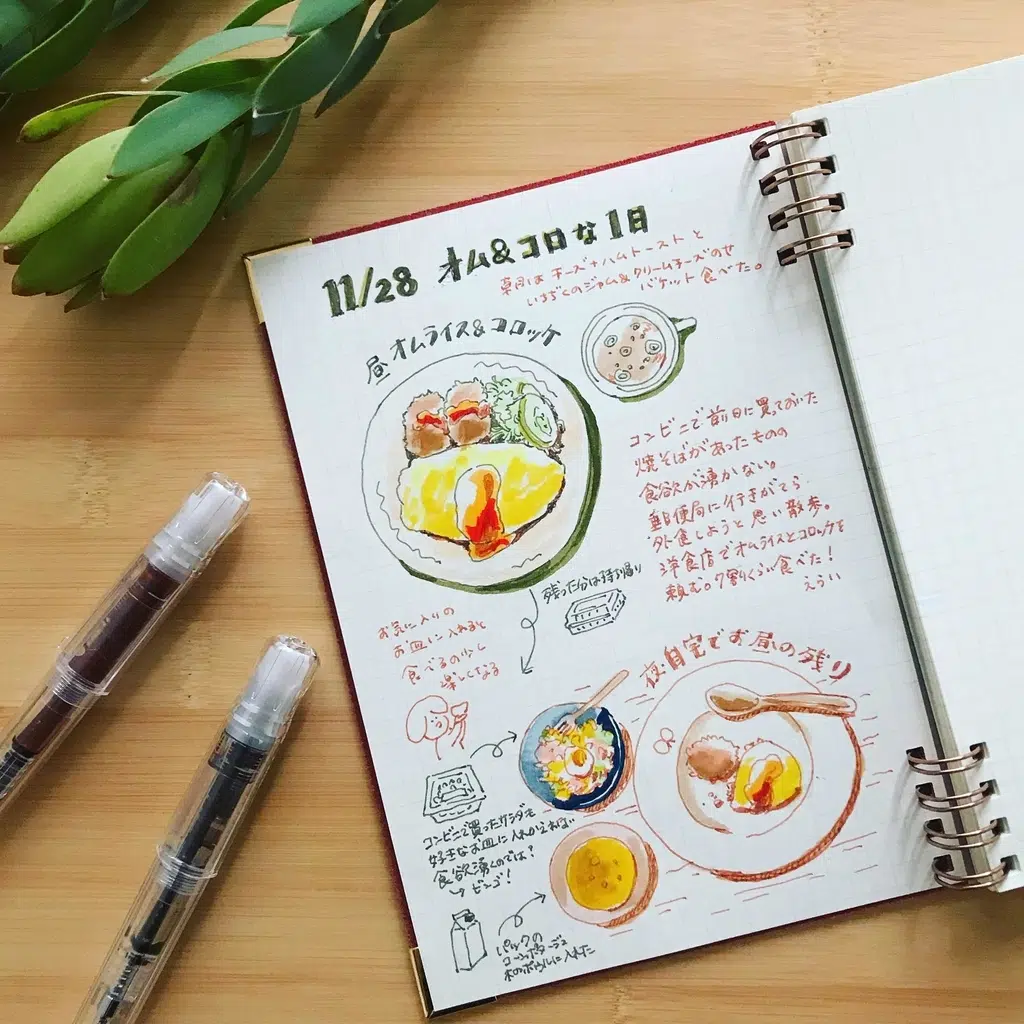 11/28 オム&コロな1日
朝はチーズ+ハムトーストと
いちぢくのジャム&クリームチーズのせ
バケット食べた。
昼 オムライス&コロッケ
コンビニで前日に買っておいた
焼そばがあったものの
食欲が湧かない。
郵便局に行きがてら
外食しようと思い散歩。
洋食店でオムライスとコロッケを
頼む。7割くらい食べた!
えらい
残った分は持ち帰り
お気に入りの
お皿に入れると
食べるの少し
楽しくなる
夜 自宅でお昼の残り
コンビニで買ったサラダも
好きなお皿に入れかえれば
食欲湧くのでは?
→ビンゴ!
パックの
コーンポタージュ
木のボウルに入れた